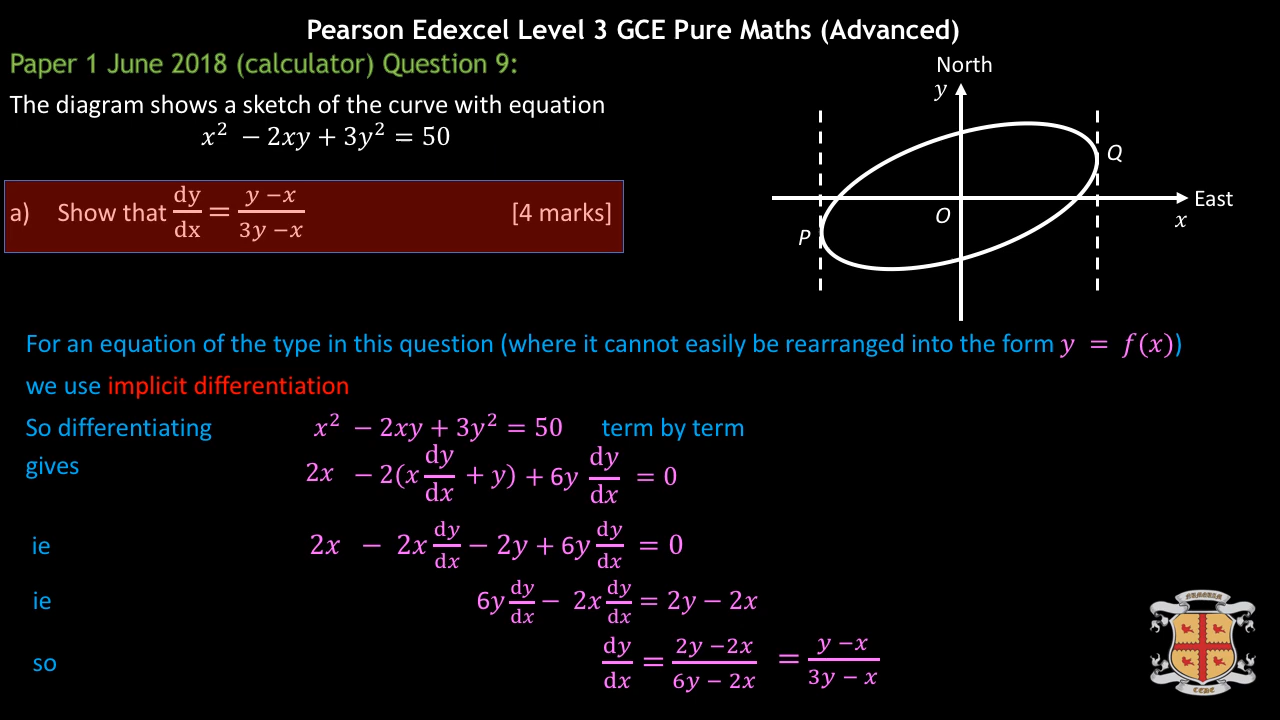 Pearson Edexcel Level 3 GCE Pure Maths (Advanced)
Paper 1 June 2018 (calculator) Question 9:
The diagram shows a sketch of the curve with equation
x² − 2xy + 3y² = 50
a) Show that dy/dx = (y − x)/(3y − x) [4 marks]
North
y
Q
East
O
x
P
For an equation of the type in this question (where it cannot easily be rearranged into the form y = f(x))
we use implicit differentiation
So differentiating x² − 2xy + 3y² = 50 term by term
gives 2x − 2(x dy/dx + y) + 6y dy/dx = 0
ie 2x − 2x dy/dx − 2y + 6y dy/dx = 0
ie 6y dy/dx − 2x dy/dx = 2y − 2x
so dy/dx = (2y − 2x)/(6y − 2x) = (y − x)/(3y − x)